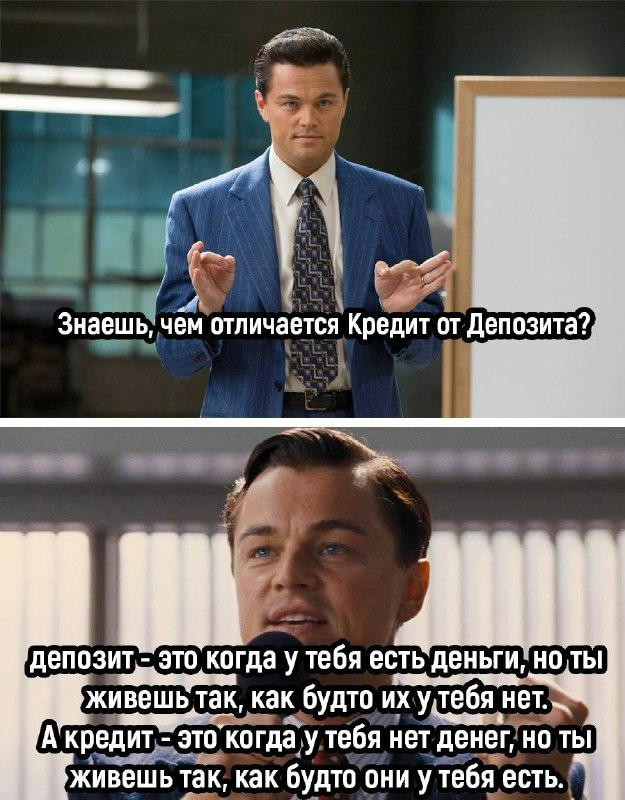 Знаешь, чем отличается Кредит от Депозита?
депозит - это когда у тебя есть деньги, но ты
живешь так, как будто их у тебя нет.
А кредит - это когда у тебя нет денег, но ты
живешь так, как будто они у тебя есть.